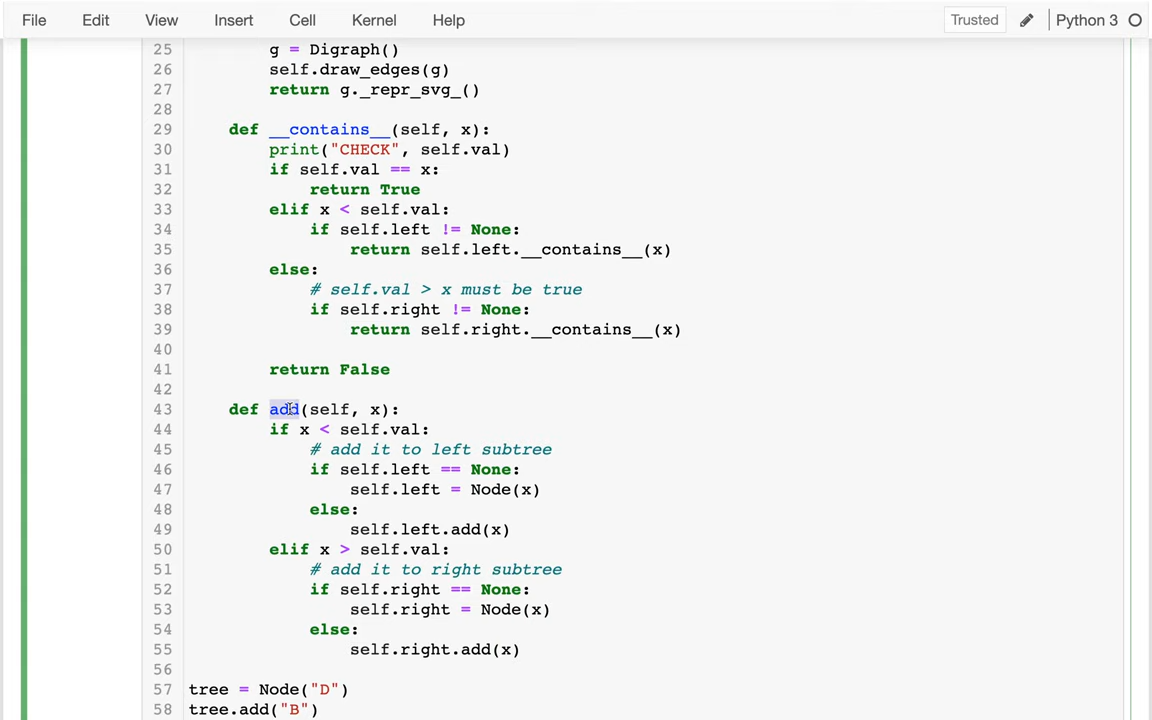 File Edit View Insert Cell Kernel Help Trusted Python 3
25 g = Digraph()
26 self.draw_edges(g)
27 return g._repr_svg_()
28
29 def __contains__(self, x):
30 print("CHECK", self.val)
31 if self.val == x:
32 return True
33 elif x < self.val:
34 if self.left != None:
35 return self.left.__contains__(x)
36 else:
37 # self.val > x must be true
38 if self.right != None:
39 return self.right.__contains__(x)
40
41 return False
42
43 def add(self, x):
44 if x < self.val:
45 # add it to left subtree
46 if self.left == None:
47 self.left = Node(x)
48 else:
49 self.left.add(x)
50 elif x > self.val:
51 # add it to right subtree
52 if self.right == None:
53 self.right = Node(x)
54 else:
55 self.right.add(x)
56
57 tree = Node("D")
58 tree.add("B")